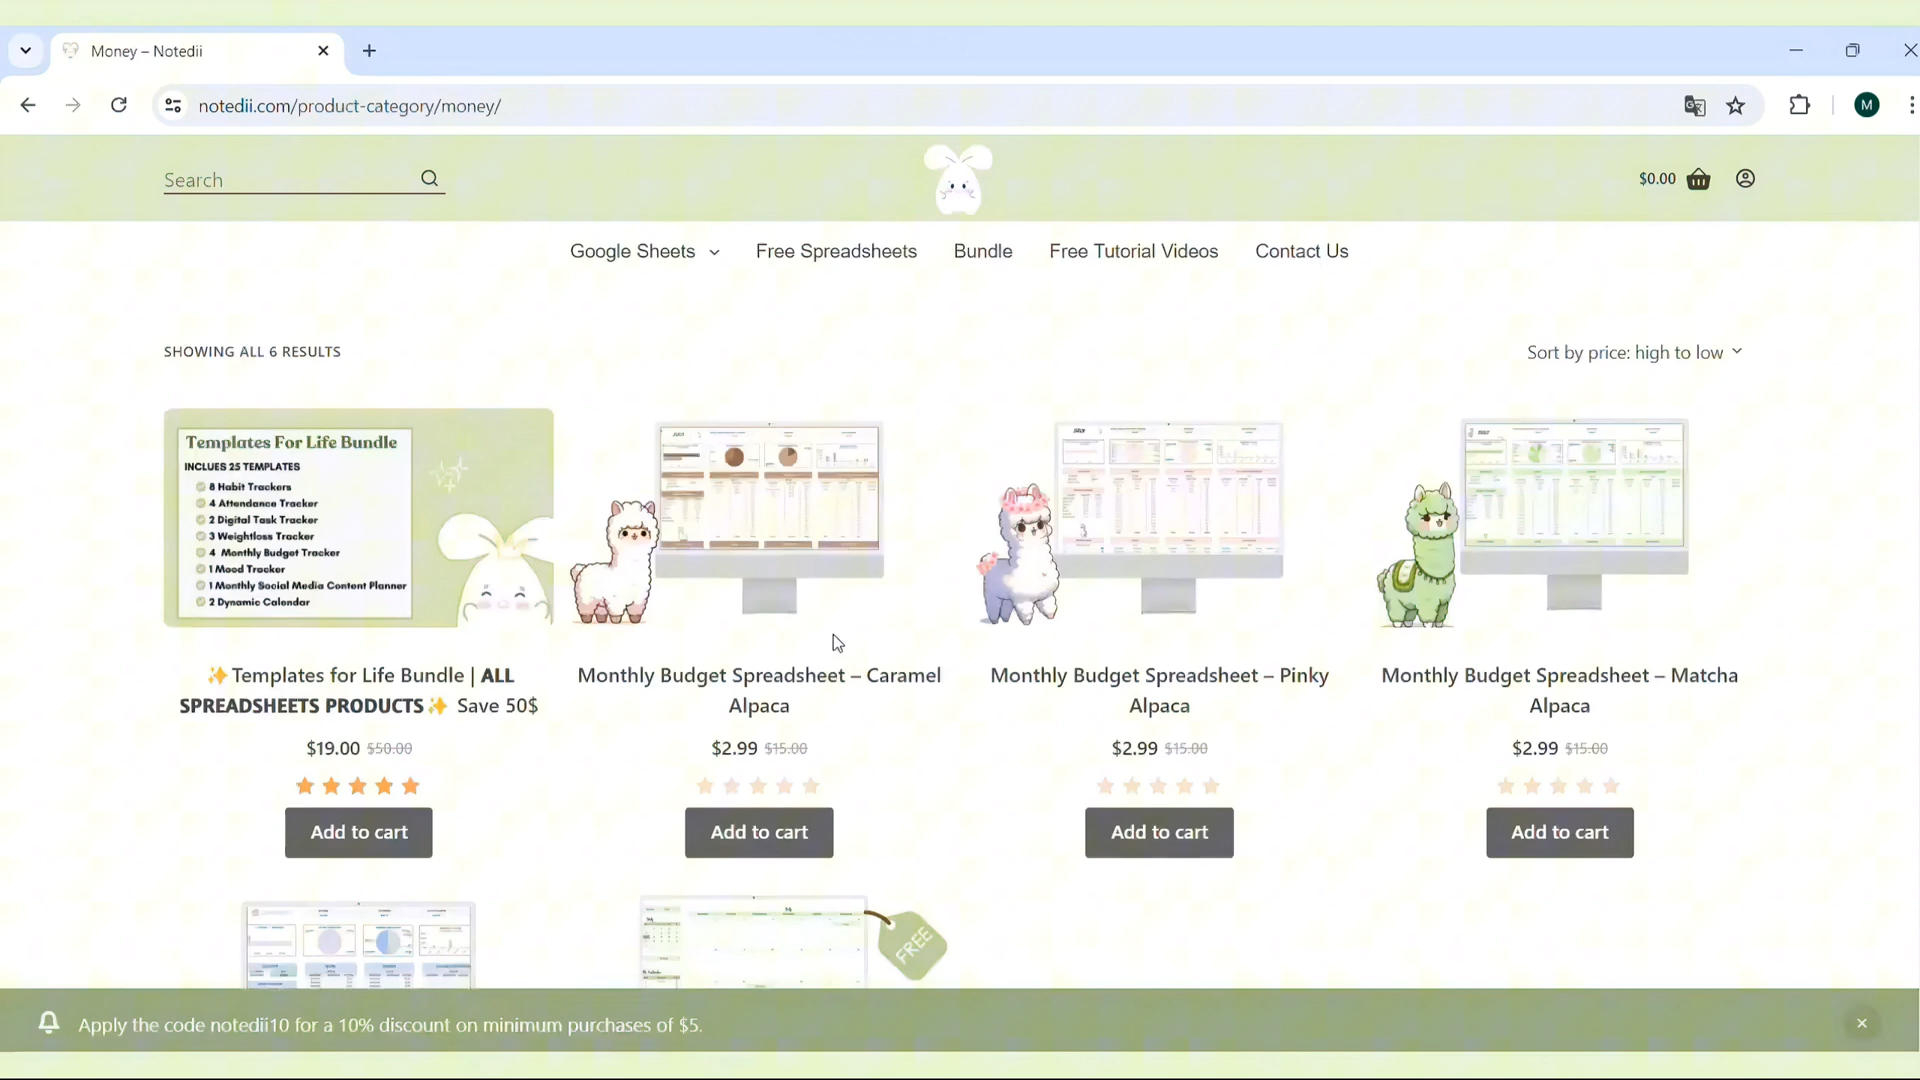 Money – Notedii
notedii.com/product-category/money/
M
Search
$0.00
Google Sheets
Free Spreadsheets
Bundle
Free Tutorial Videos
Contact Us
SHOWING ALL 6 RESULTS
Sort by price: high to low
Templates For Life Bundle
INCLUES 25 TEMPLATES
8 Habit Trackers
4 Attendance Tracker
2 Digital Task Tracker
3 Weightloss Tracker
4 Monthly Budget Tracker
1 Mood Tracker
1 Monthly Social Media Content Planner
2 Dynamic Calendar
✨Templates for Life Bundle | ALL
SPREADSHEETS PRODUCTS✨ Save 50$
$19.00 $50.00
Add to cart
Monthly Budget Spreadsheet – Caramel
Alpaca
$2.99 $15.00
Add to cart
Monthly Budget Spreadsheet – Pinky
Alpaca
$2.99 $15.00
Add to cart
Monthly Budget Spreadsheet – Matcha
Alpaca
$2.99 $15.00
Add to cart
FREE
Apply the code notedii10 for a 10% discount on minimum purchases of $5.